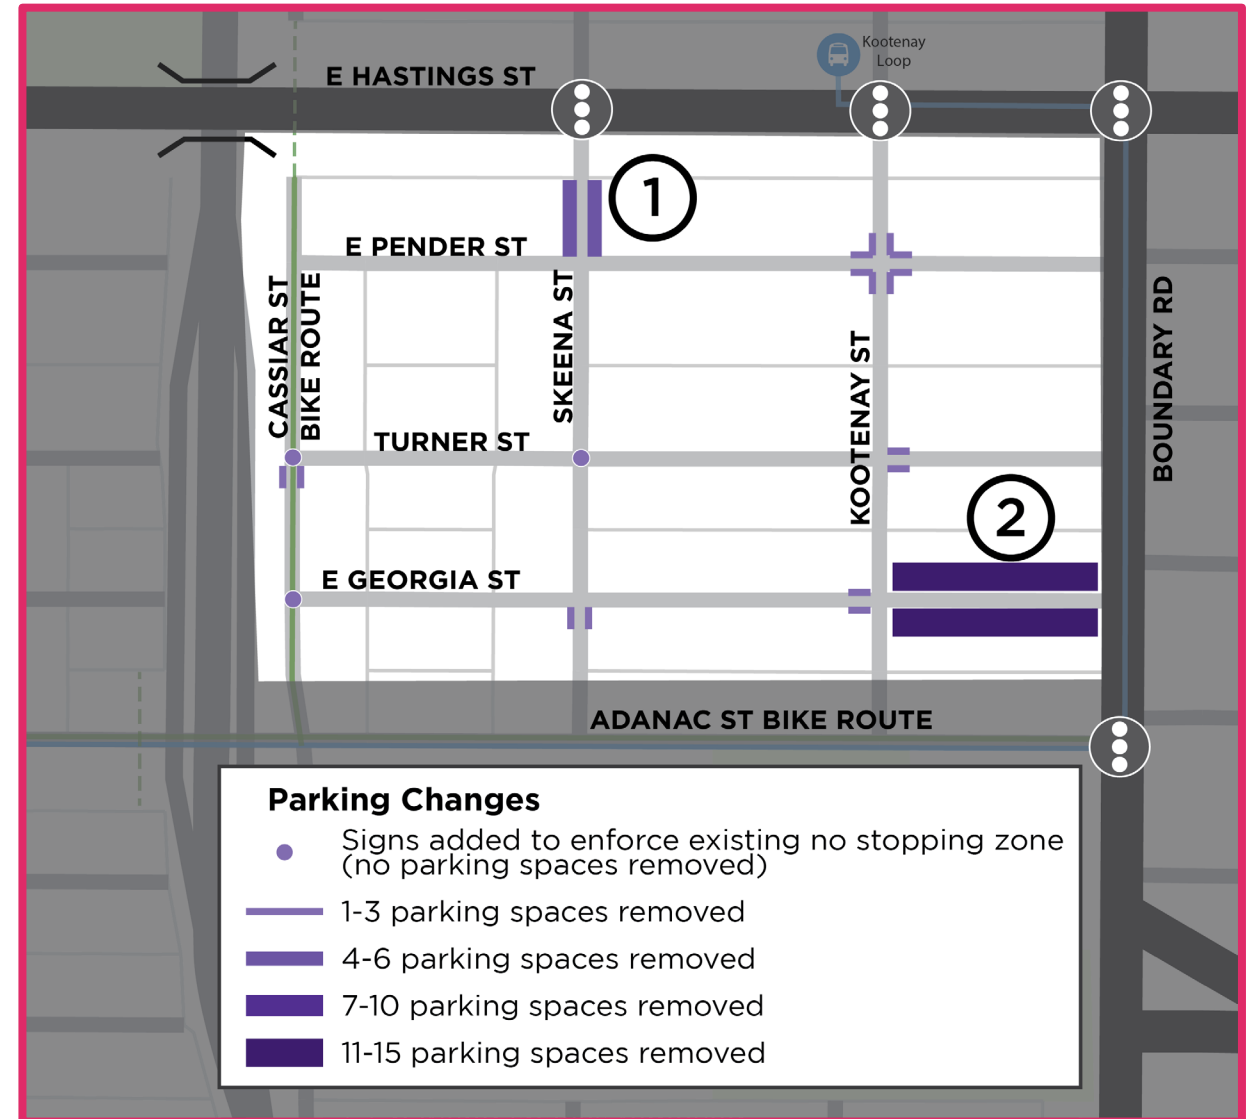 Kootenay
Loop
E HASTINGS ST
1
E PENDER ST
CASSIAR ST
BIKE ROUTE
SKEENA ST
KOOTENAY ST
BOUNDARY RD
TURNER ST
2
E GEORGIA ST
ADANAC ST BIKE ROUTE
Parking Changes
Signs added to enforce existing no stopping zone
(no parking spaces removed)
1-3 parking spaces removed
4-6 parking spaces removed
7-10 parking spaces removed
11-15 parking spaces removed